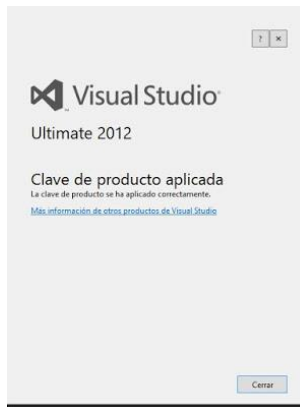 ? ×
Visual Studio
Ultimate 2012
Clave de producto aplicada
La clave de producto se ha aplicado correctamente.
Más información de otros productos de Visual Studio
Cerrar